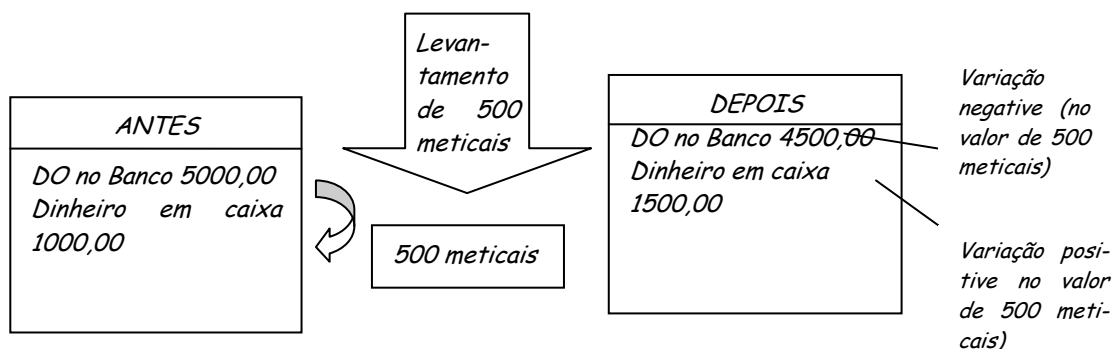 ANTES
DO no Banco 5000,00
Dinheiro em caixa
1000,00
Levan-
tamento
de 500
meticais
500 meticais
DEPOIS
DO no Banco 4500,00
Dinheiro em caixa
1500,00
Variação
negative (no
valor de 500
meticais)
Variação posi-
tive no valor
de 500 meti-
cais)